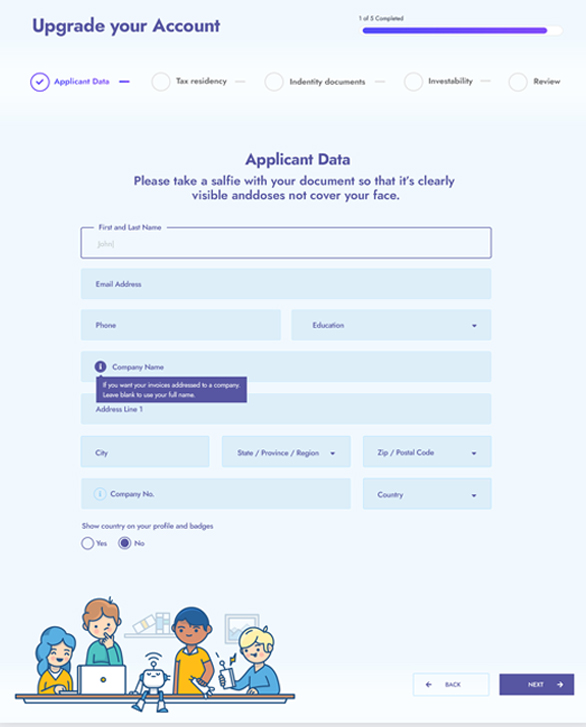 Upgrade your Account
1 of 5 Completed
Applicant Data
Tax residency
Indentity documents
Investability
Review
Applicant Data
Please take a salfie with your document so that it's clearly
visible anddoses not cover your face.
First and Last Name
John
Email Address
Phone
Education
Company Name
If you want your invoices addressed to a company.
Leave blank to use your full name.
Address Line 1
City
State / Province / Region
Zip / Postal Code
Company No.
Country
Show country on your profile and badges
Yes
No
BACK
NEXT